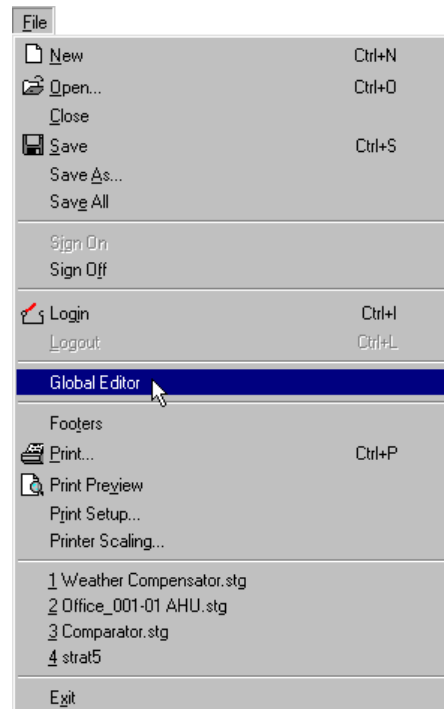 File
New Ctrl+N
Open... Ctrl+O
Close
Save Ctrl+S
Save As...
Save All
Sign On
Sign Off
Login Ctrl+I
Logout Ctrl+L
Global Editor
Footers
Print... Ctrl+P
Print Preview
Print Setup...
Printer Scaling...
1 Weather Compensator.stg
2 Office_001-01 AHU.stg
3 Comparator.stg
4 strat5
Exit